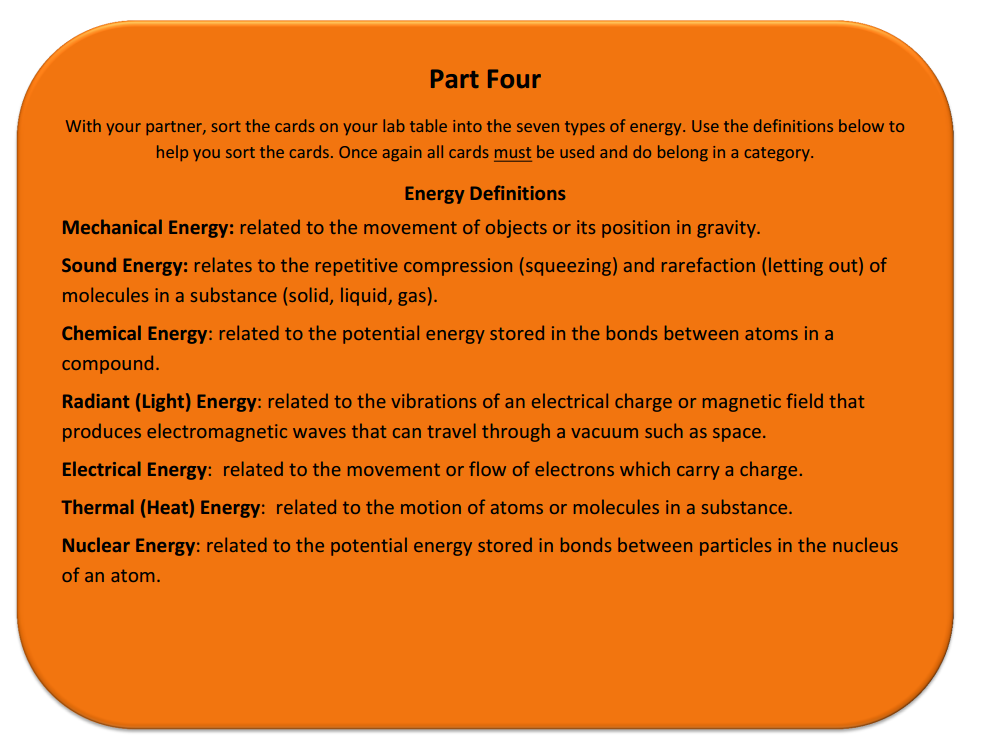 Part Four
With your partner, sort the cards on your lab table into the seven types of energy. Use the definitions below to
help you sort the cards. Once again all cards must be used and do belong in a category.
Energy Definitions
Mechanical Energy: related to the movement of objects or its position in gravity.
Sound Energy: relates to the repetitive compression (squeezing) and rarefaction (letting out) of
molecules in a substance (solid, liquid, gas).
Chemical Energy: related to the potential energy stored in the bonds between atoms in a
compound.
Radiant (Light) Energy: related to the vibrations of an electrical charge or magnetic field that
produces electromagnetic waves that can travel through a vacuum such as space.
Electrical Energy:  related to the movement or flow of electrons which carry a charge.
Thermal (Heat) Energy:  related to the motion of atoms or molecules in a substance.
Nuclear Energy: related to the potential energy stored in bonds between particles in the nucleus
of an atom.